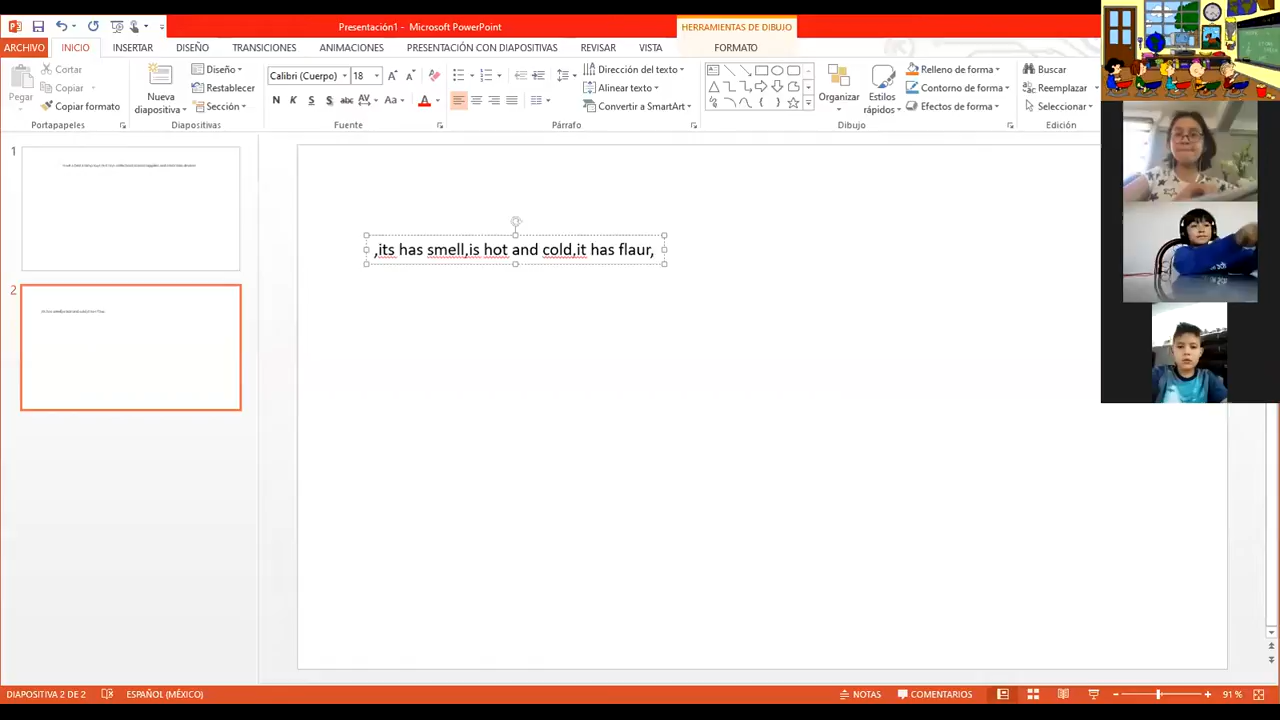 Presentación1 - Microsoft PowerPoint
HERRAMIENTAS DE DIBUJO
ARCHIVO INICIO INSERTAR DISEÑO TRANSICIONES ANIMACIONES PRESENTACIÓN CON DIAPOSITIVAS REVISAR VISTA FORMATO
Pegar
Cortar
Copiar
Copiar formato
Portapapeles
Nueva
diapositiva
Diseño
Restablecer
Sección
Diapositivas
Calibri (Cuerpo) 18
N K S abc AV Aa A
Fuente
Dirección del texto
Alinear texto
Convertir a SmartArt
Párrafo
Organizar
Estilos
rápidos
Relleno de forma
Contorno de forma
Efectos de forma
Dibujo
Buscar
Reemplazar
Seleccionar
Edición
1
2
,its has smell,is hot and cold,it has flaur,
DIAPOSITIVA 2 DE 2 ESPAÑOL (MÉXICO) NOTAS COMENTARIOS 91 %